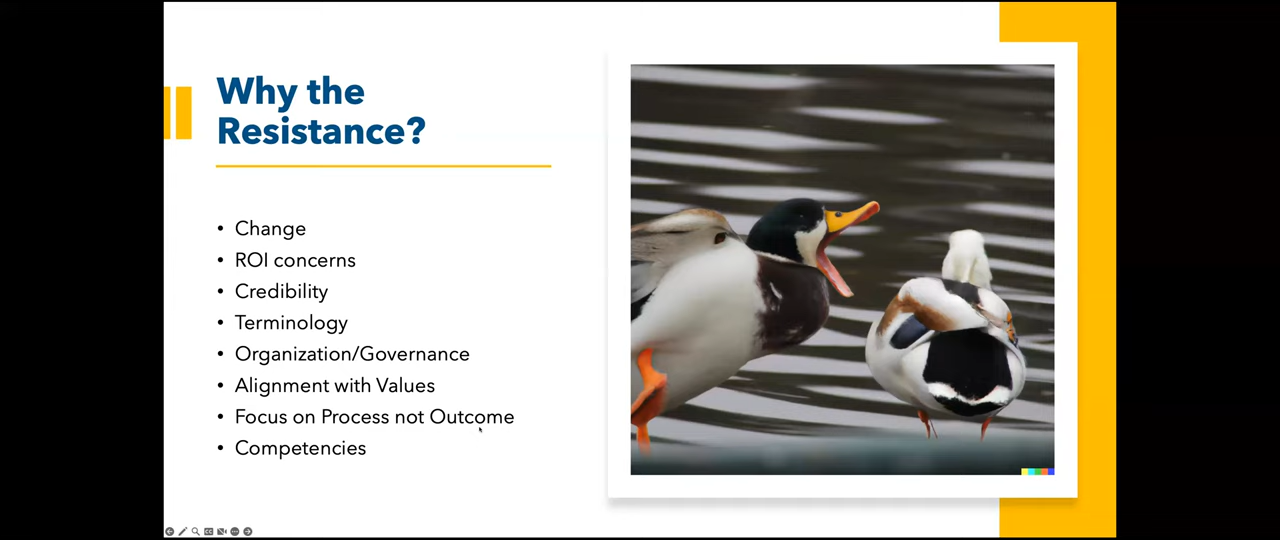 Why the
Resistance?
• Change
• ROI concerns
• Credibility
• Terminology
• Organization/Governance
• Alignment with Values
• Focus on Process not Outcome
• Competencies